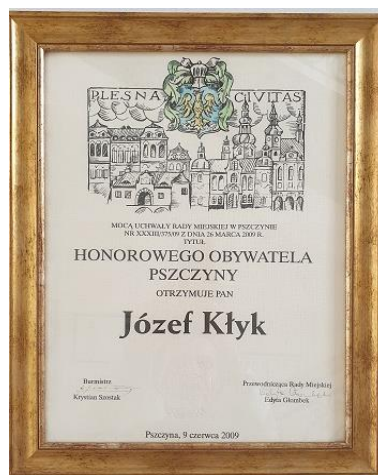 PLESNA CIVITAS
MOCĄ UCHWAŁY RADY MIEJSKIEJ W PSZCZYNIE
NR XXXIII/375/09 Z DNIA 26 MARCA 2009 R.
TYTUŁ
HONOROWEGO OBYWATELA
PSZCZYNY
OTRZYMUJE PAN
Józef Kłyk
Burmistrz
Krystian Szostak
Przewodnicząca Rady Miejskiej
Edyta Głombek
Pszczyna, 9 czerwca 2009